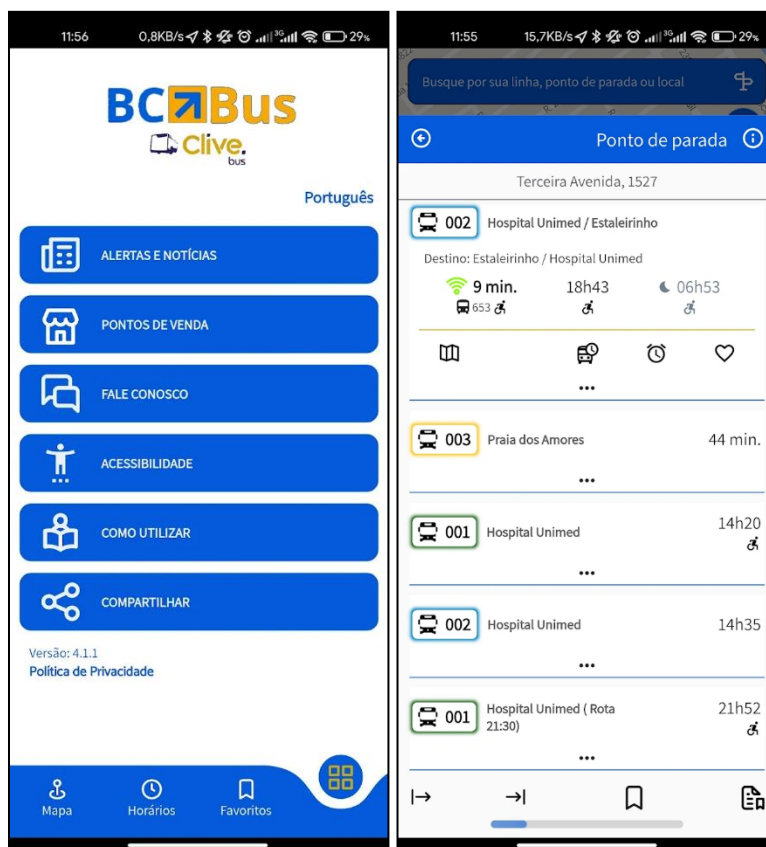 11:56
0,8KB/s 3G 29%
BC Bus
Clive.
bus
Português
ALERTAS E NOTÍCIAS
PONTOS DE VENDA
FALE CONOSCO
ACESSIBILIDADE
COMO UTILIZAR
COMPARTILHAR
Versão: 4.1.1
Política de Privacidade
Mapa
Horários
Favoritos
11:55
15,7KB/s 3G 29%
Busque por sua linha, ponto de parada ou local
Ponto de parada
Terceira Avenida, 1527
002 Hospital Unimed / Estaleirinho
Destino: Estaleirinho / Hospital Unimed
9 min. 18h43 06h53
653
...
003 Praia dos Amores 44 min.
...
001 Hospital Unimed 14h20
...
002 Hospital Unimed 14h35
...
001 Hospital Unimed ( Rota 21h52
21:30)
...